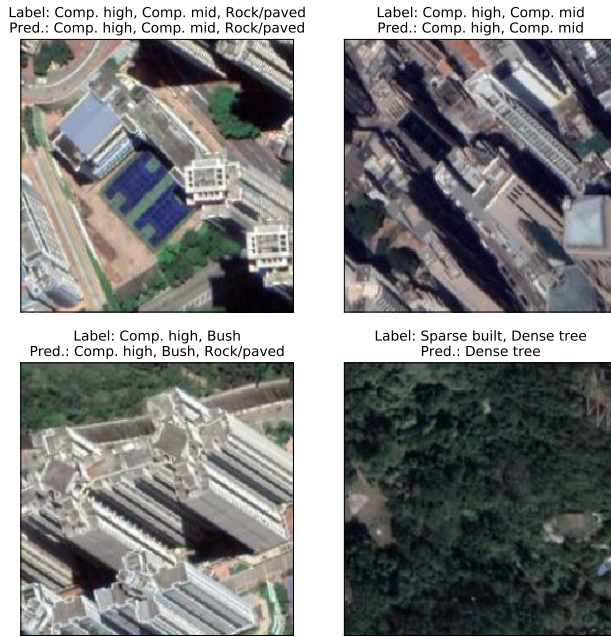 Label: Comp. high, Comp. mid, Rock/paved
Pred.: Comp. high, Comp. mid, Rock/paved
Label: Comp. high, Comp. mid
Pred.: Comp. high, Comp. mid
Label: Comp. high, Bush
Pred.: Comp. high, Bush, Rock/paved
Label: Sparse built, Dense tree
Pred.: Dense tree